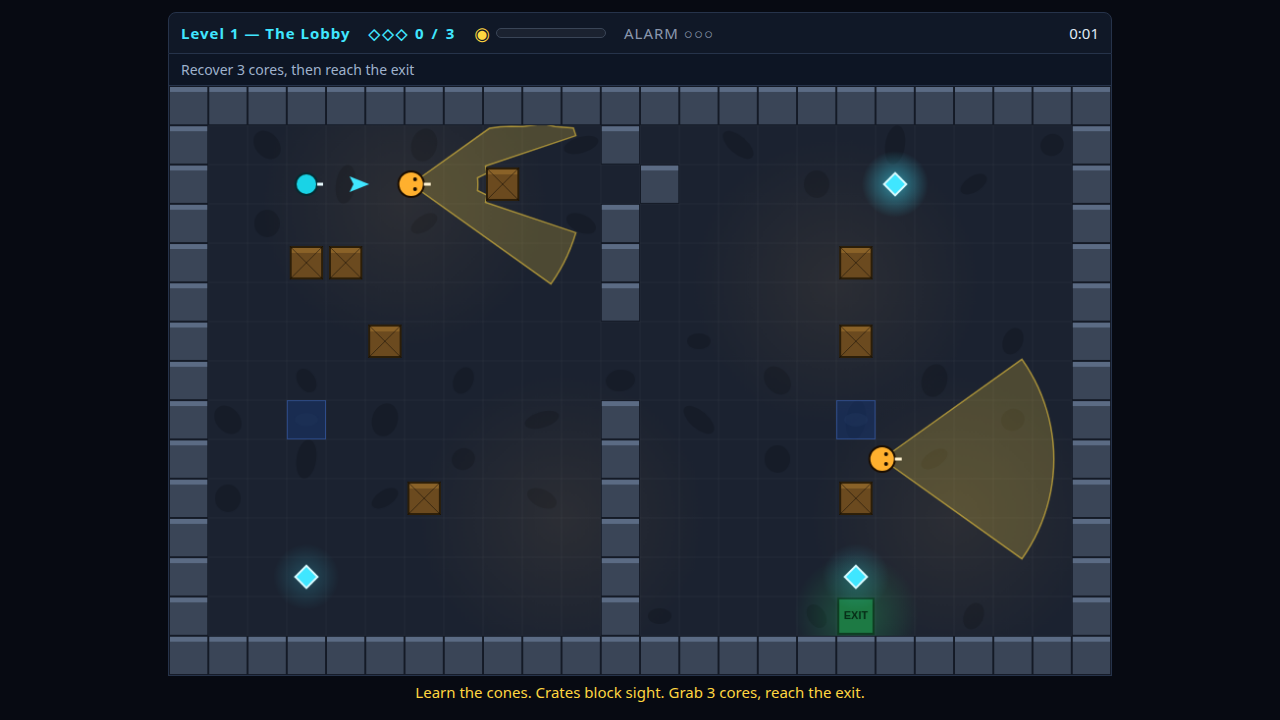 Level 1 — The Lobby 0 / 3 ALARM 0:01
Recover 3 cores, then reach the exit
EXIT
Learn the cones. Crates block sight. Grab 3 cores, reach the exit.